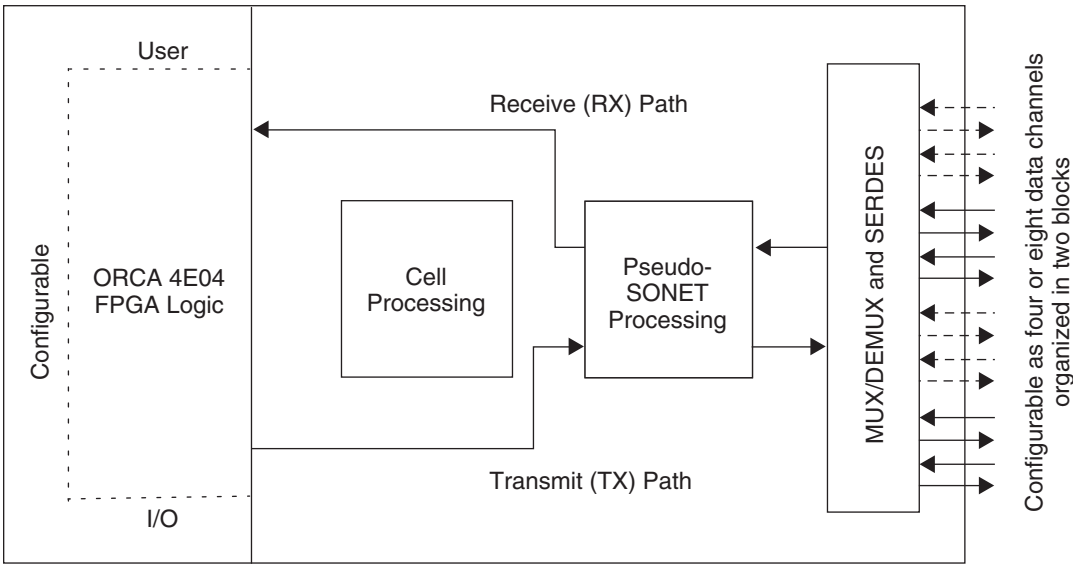 User
Configurable
ORCA 4E04
FPGA Logic
I/O
Receive (RX) Path
Cell
Processing
Pseudo-
SONET
Processing
Transmit (TX) Path
MUX/DEMUX and SERDES
Configurable as four or eight data channels
organized in two blocks